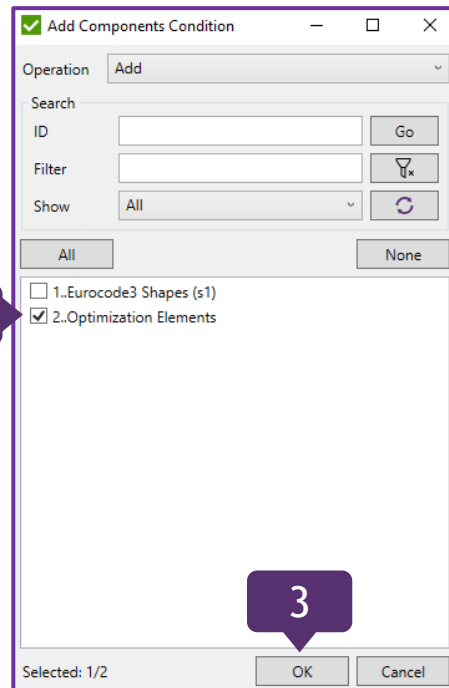 Add Components Condition
Operation Add
Search
ID Go
Filter
Show All
All None
1..Eurocode3 Shapes (s1)
2..Optimization Elements
3
Selected: 1/2 OK Cancel